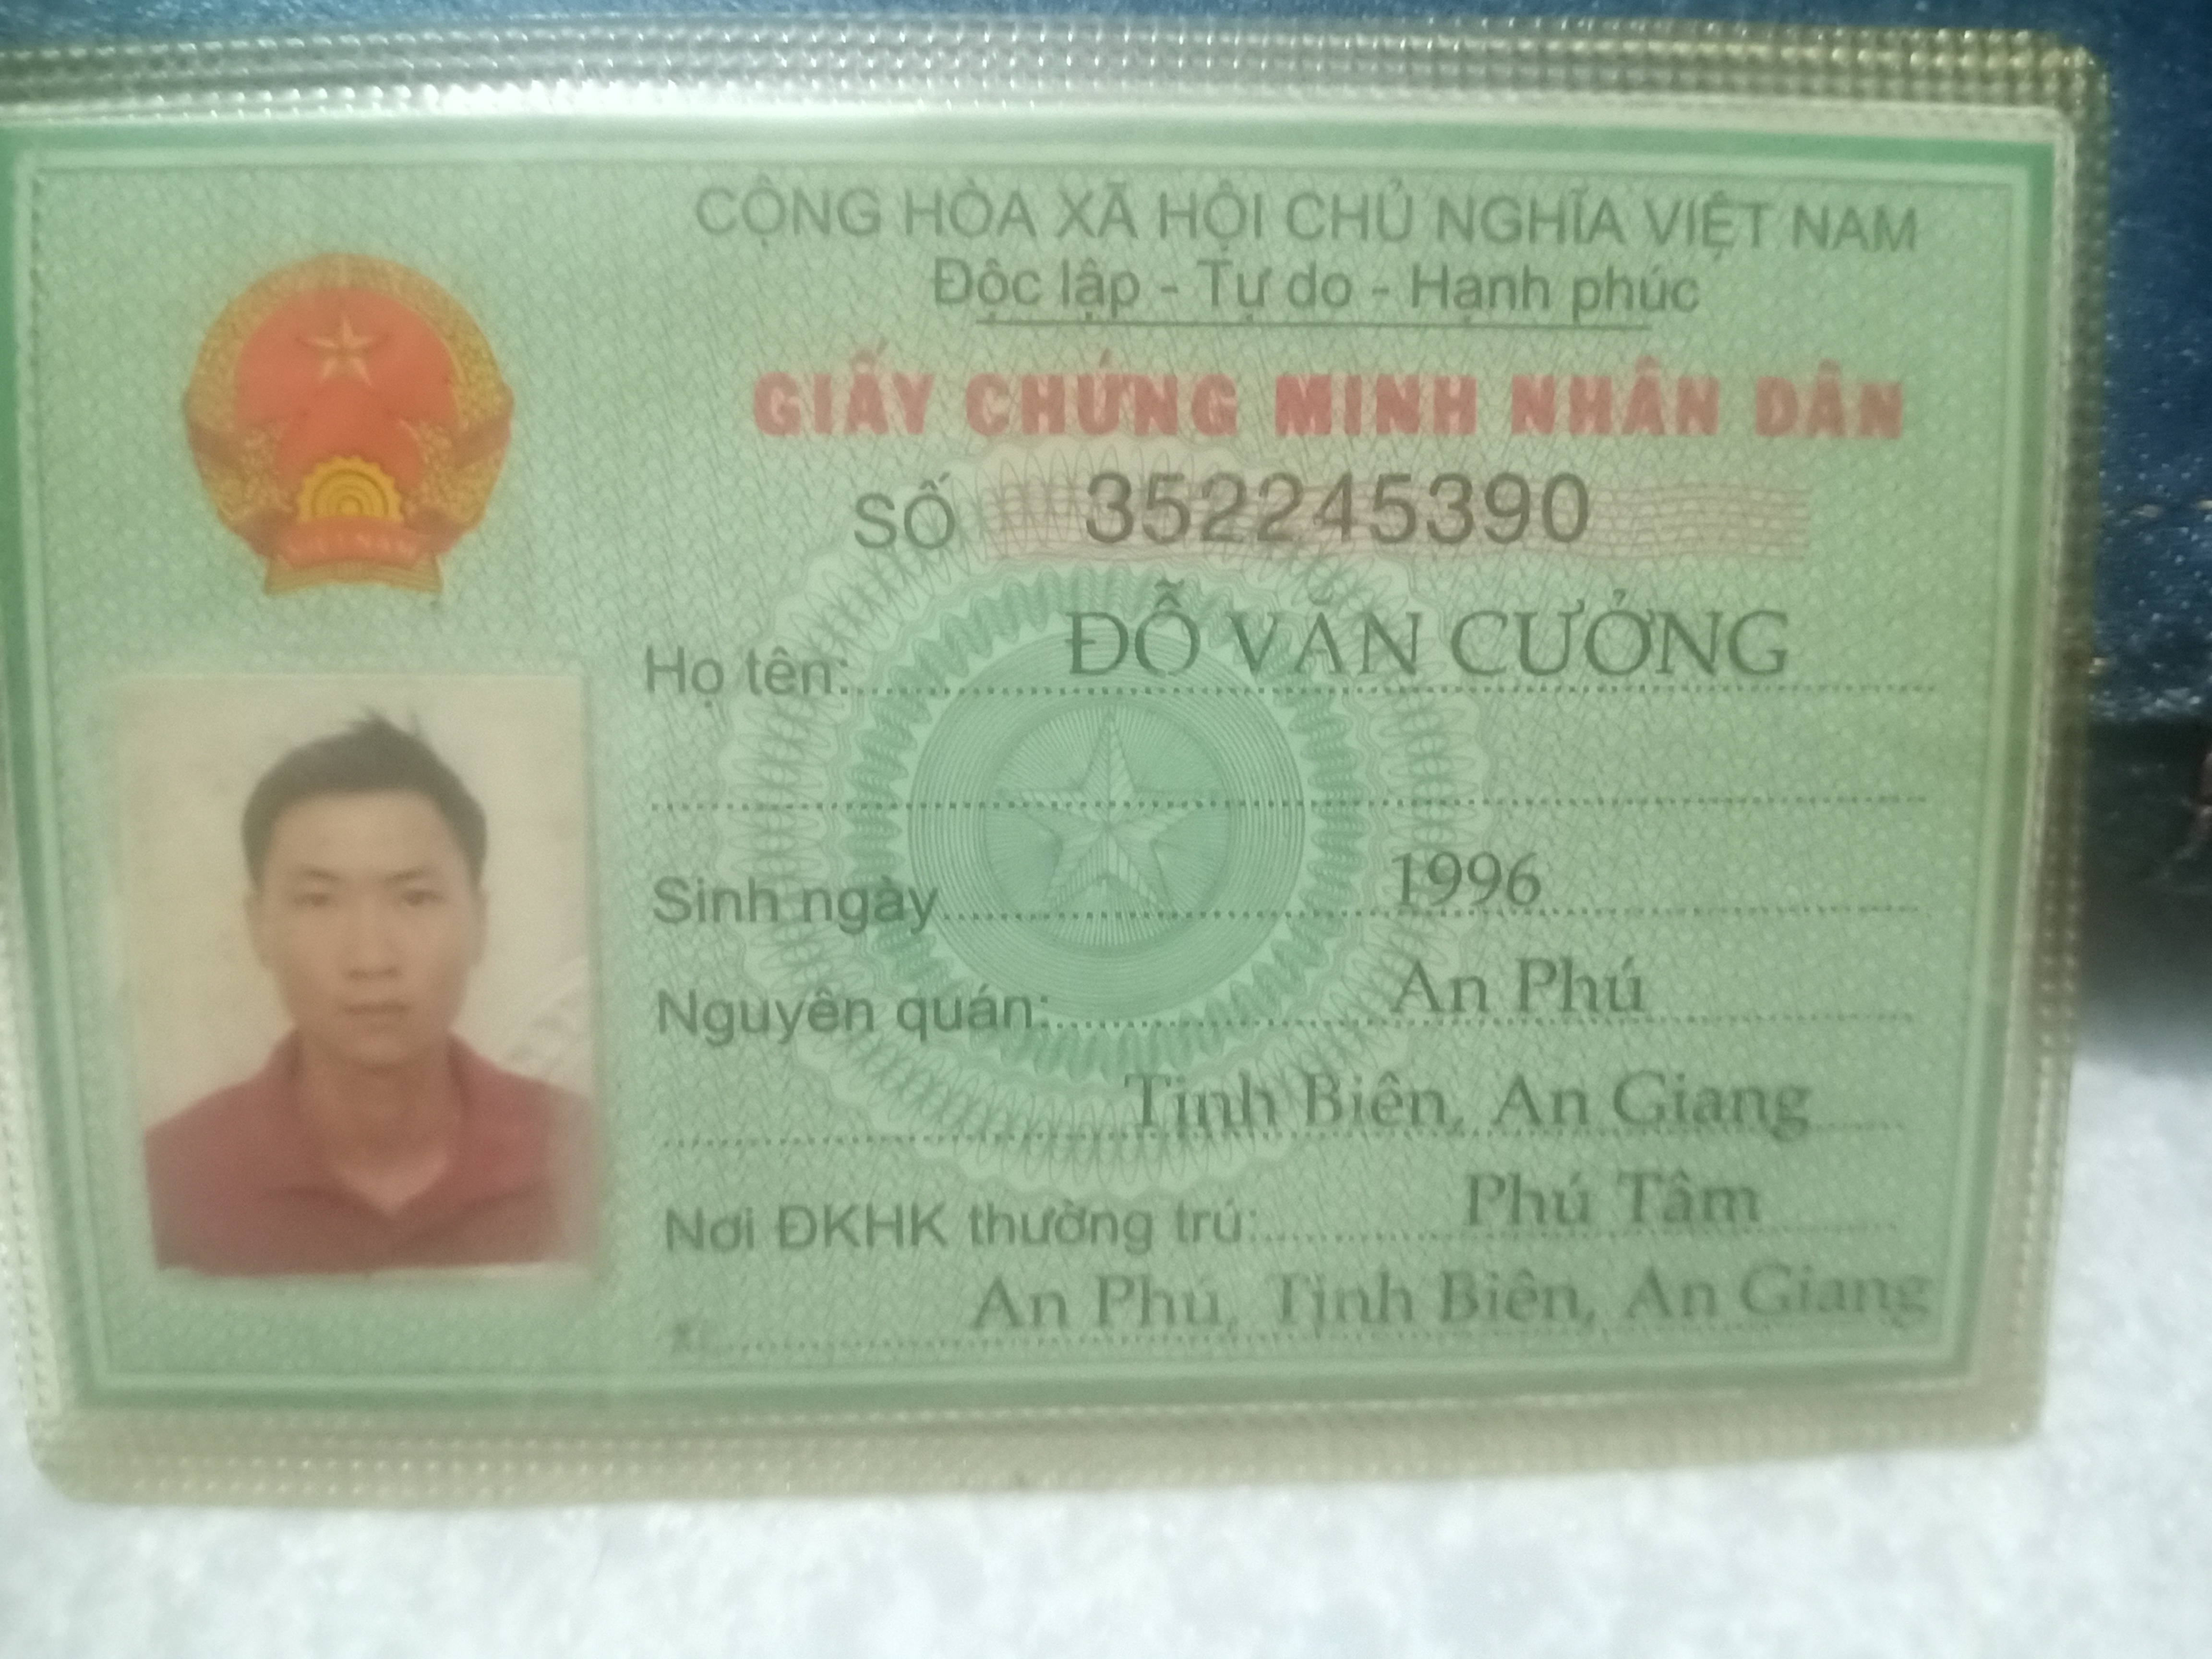 CỘNG HÒA XÃ HỘI CHỦ NGHĨA VIỆT NAM
Độc lập - Tự do - Hạnh phúc
GIẤY CHỨNG MINH NHÂN DÂN
SỐ 352245390
Họ tên: ĐỖ VĂN CƯỞNG
Sinh ngày 1996
Nguyên quán: An Phú
Tịnh Biên, An Giang
Nơi ĐKHK thường trú: Phú Tâm
An Phú, Tịnh Biên, An Giang